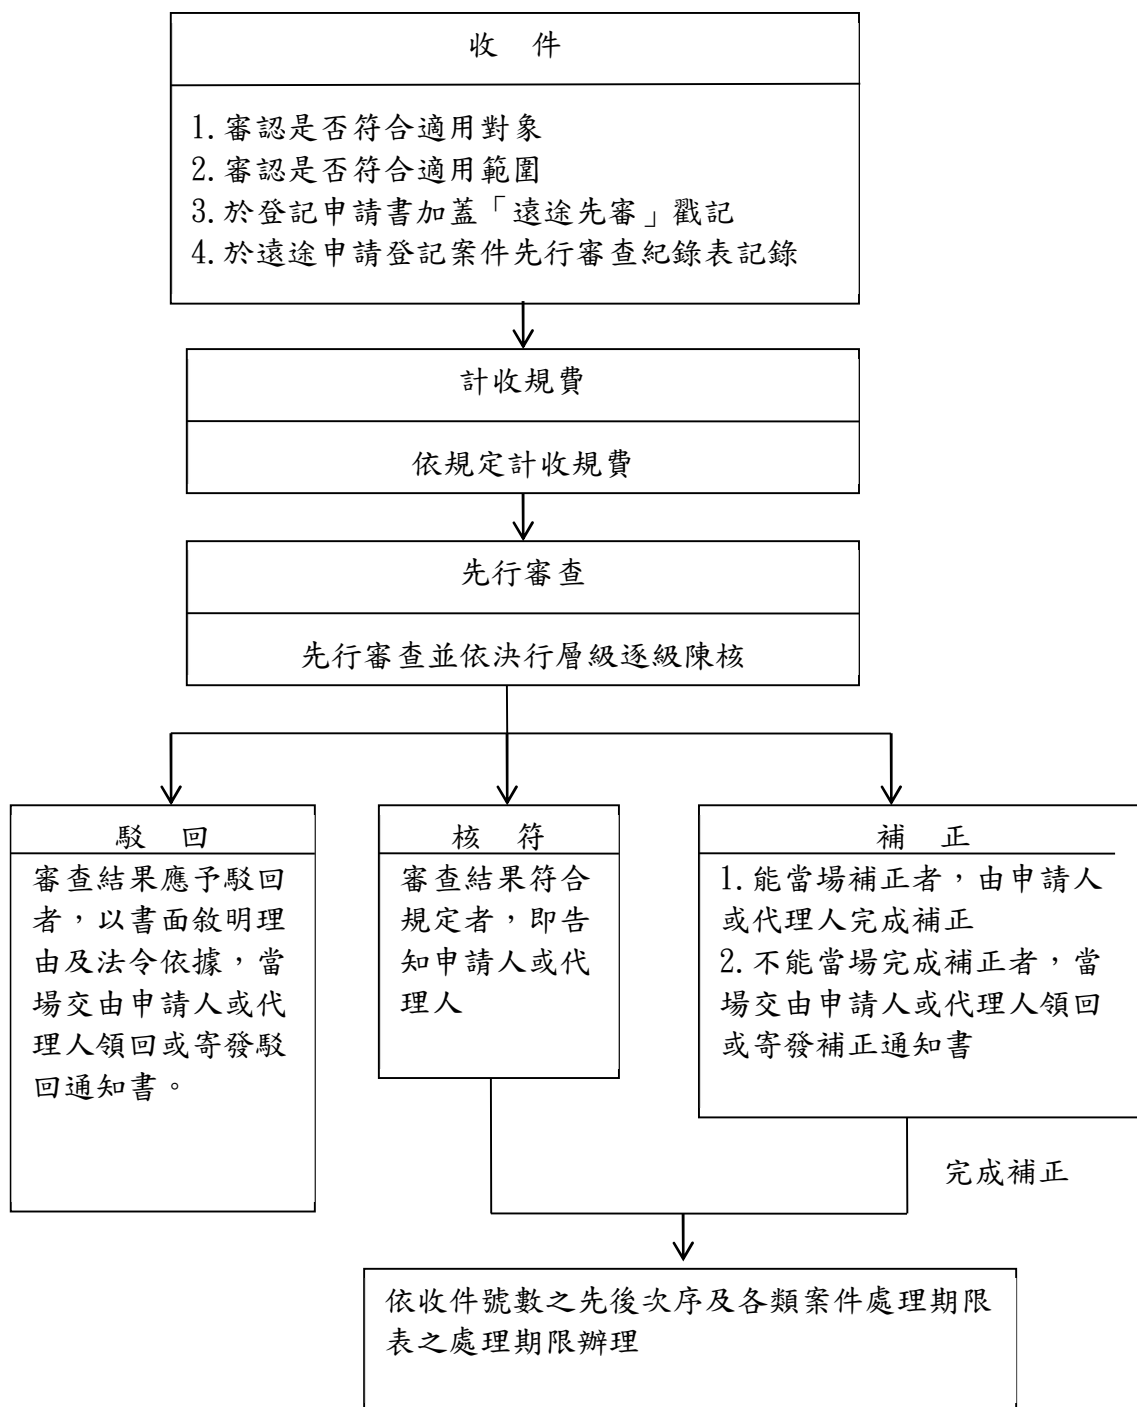 收 件
1.審認是否符合適用對象
2.審認是否符合適用範圍
3.於登記申請書加蓋「遠途先審」戳記
4.於遠途申請登記案件先行審查紀錄表記錄
計收規費
依規定計收規費
先行審查
先行審查並依決行層級逐級陳核
駁 回
審查結果應予駁回
者，以書面敘明理
由及法令依據，當
場交由申請人或代
理人領回或寄發駁
回通知書。
核 符
審查結果符合
規定者，即告
知申請人或代
理人
補 正
1.能當場補正者，由申請人
或代理人完成補正
2.不能當場完成補正者，當
場交由申請人或代理人領回
或寄發補正通知書
完成補正
依收件號數之先後次序及各類案件處理期限
表之處理期限辦理